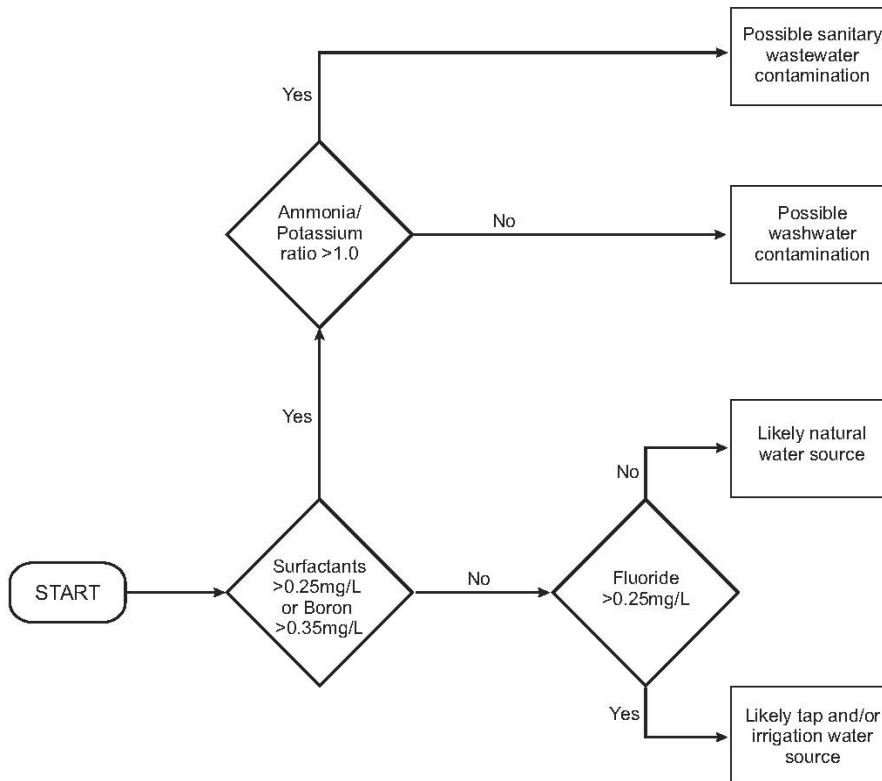 Possible sanitary
wastewater
contamination
Yes
Ammonia/
Potassium
ratio >1.0
No
Possible
washwater
contamination
Yes
Likely natural
water source
No
START
Surfactants
>0.25mg/L
or Boron
>0.35mg/L
No
Fluoride
>0.25mg/L
Yes
Likely tap and/or
irrigation water
source